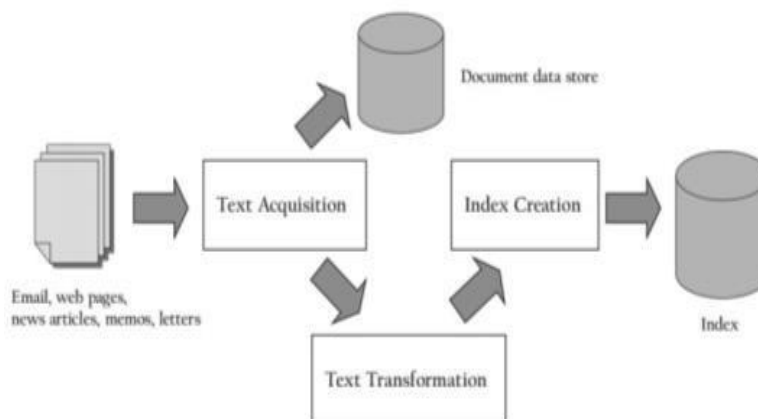 Document data store
Text Acquisition
Index Creation
Email, web pages,
news articles, memos, letters
Index
Text Transformation